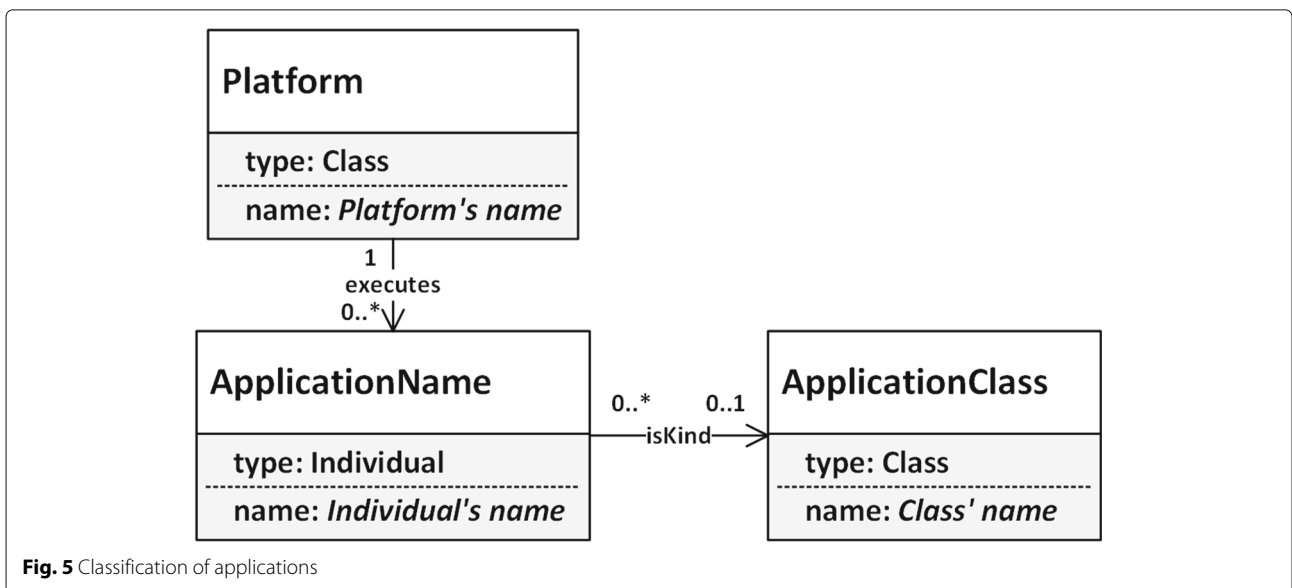 Platform
type: Class
name: Platform's name
1
executes
0..*
ApplicationName
type: Individual
name: Individual's name
0..* 0..1
isKind
ApplicationClass
type: Class
name: Class' name
Fig. 5 Classification of applications